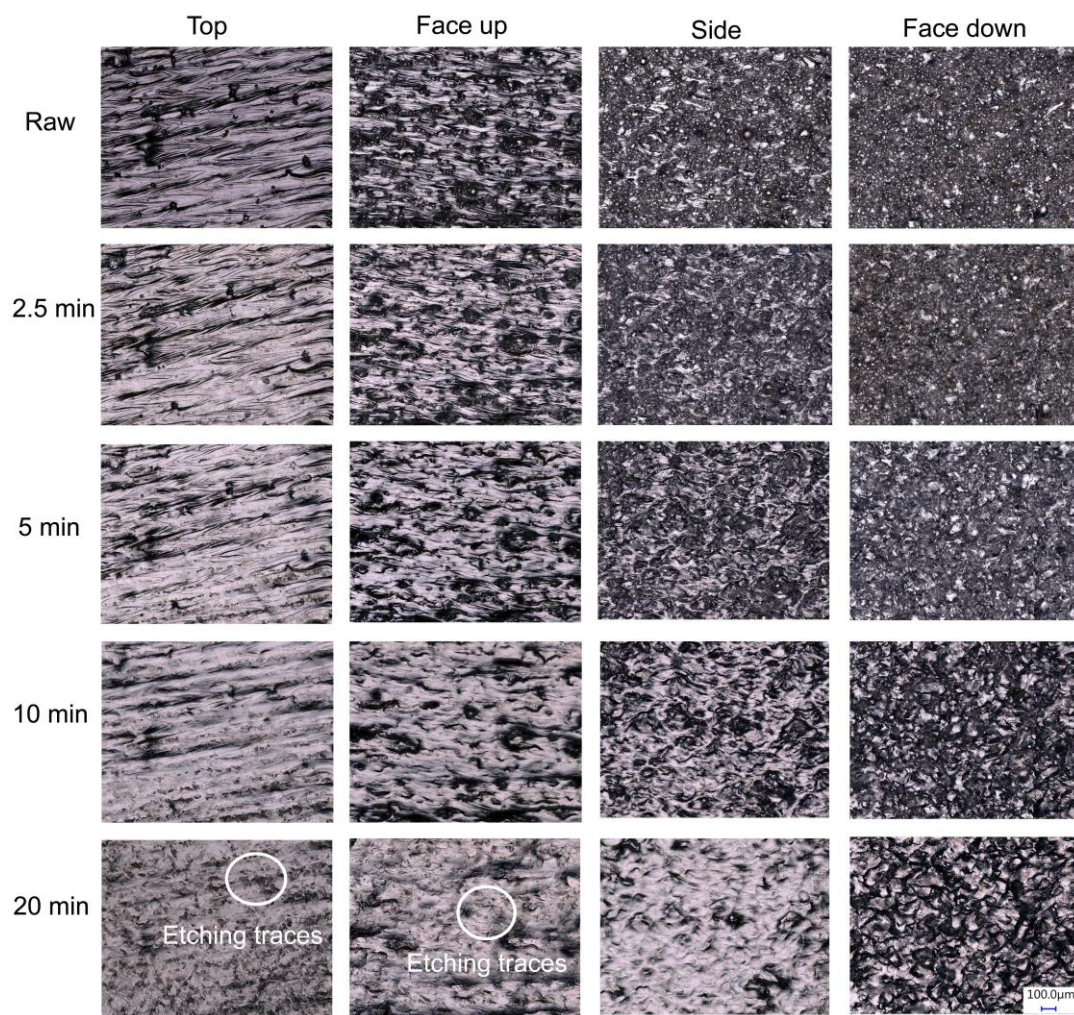 Top Face up Side Face down
Raw
2.5 min
5 min
10 min
20 min
Etching traces
Etching traces
100.0μm